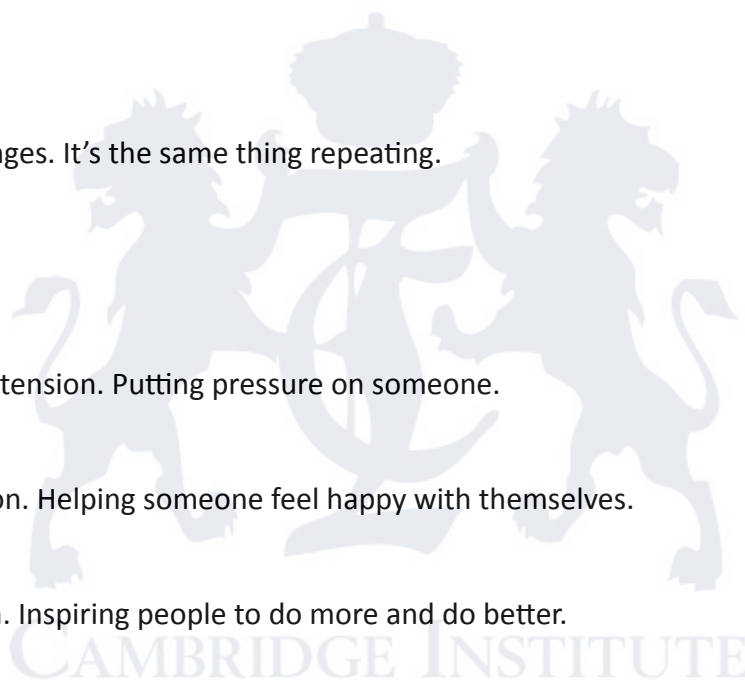 nges. It’s the same thing repeating.
tension. Putting pressure on someone.
on. Helping someone feel happy with themselves.
n. Inspiring people to do more and do better.
CAMBRIDGE INSTITUTE